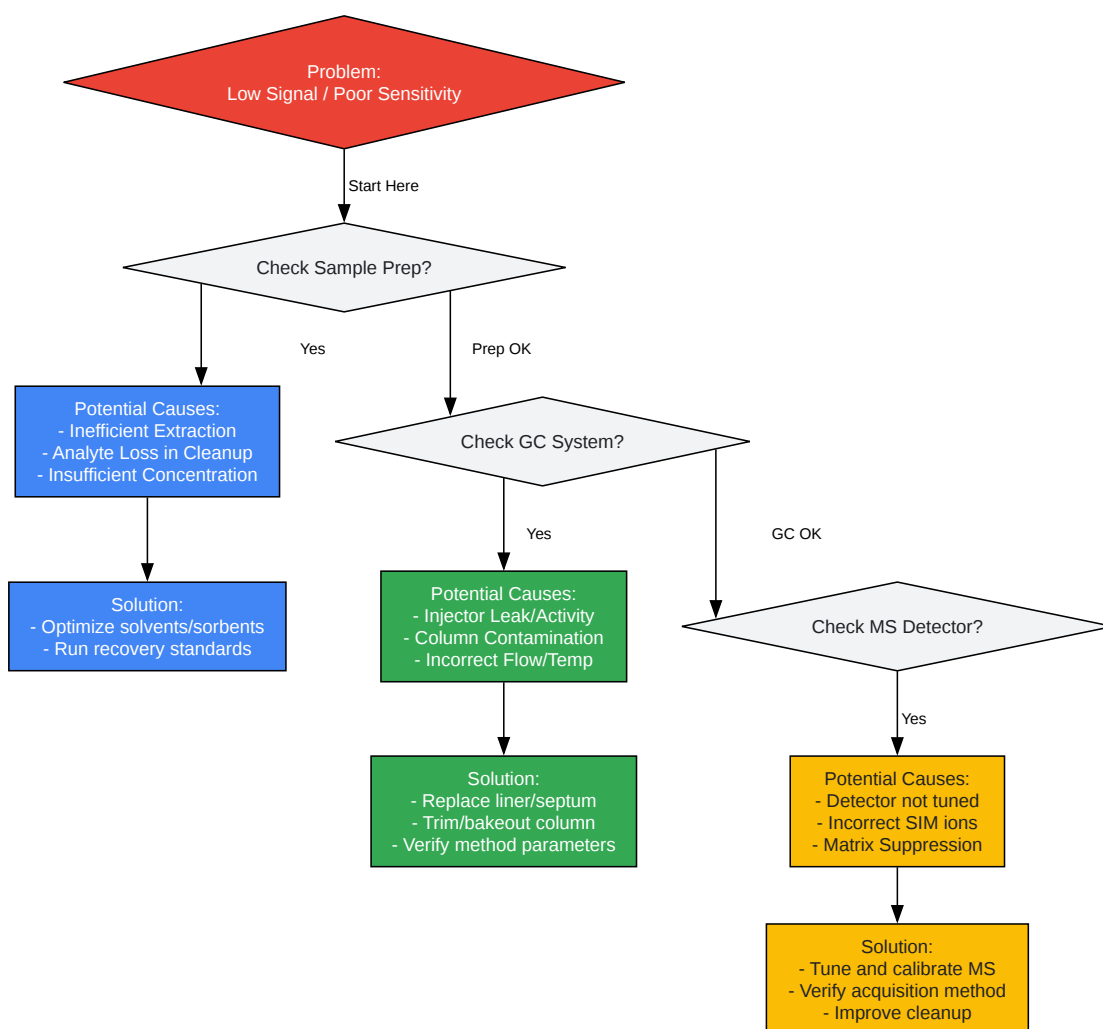 Problem:
Low Signal / Poor Sensitivity
Start Here
Check Sample Prep?
Yes
Prep OK
Potential Causes:
- Inefficient Extraction
- Analyte Loss in Cleanup
- Insufficient Concentration
Check GC System?
Yes
GC OK
Solution:
- Optimize solvents/sorbents
- Run recovery standards
Potential Causes:
- Injector Leak/Activity
- Column Contamination
- Incorrect Flow/Temp
Check MS Detector?
Yes
Solution:
- Replace liner/septum
- Trim/bakeout column
- Verify method parameters
Potential Causes:
- Detector not tuned
- Incorrect SIM ions
- Matrix Suppression
Solution:
- Tune and calibrate MS
- Verify acquisition method
- Improve cleanup